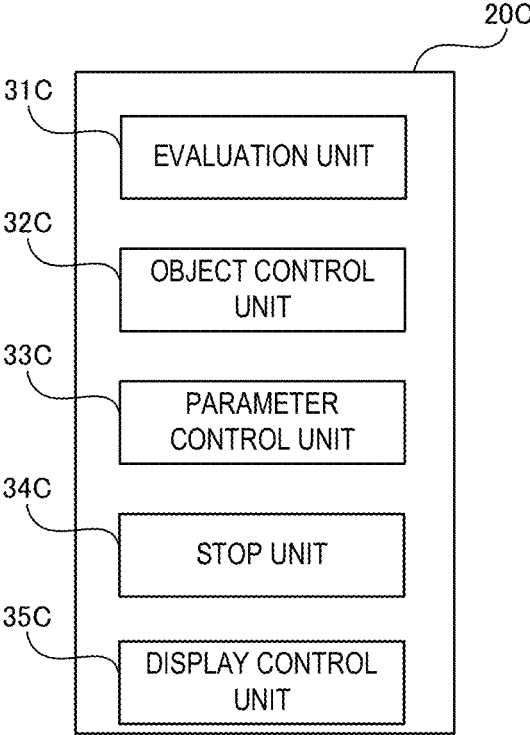 20C
31C
EVALUATION UNIT
32C
OBJECT CONTROL
UNIT
33C
PARAMETER
CONTROL UNIT
34C
STOP UNIT
35C
DISPLAY CONTROL
UNIT